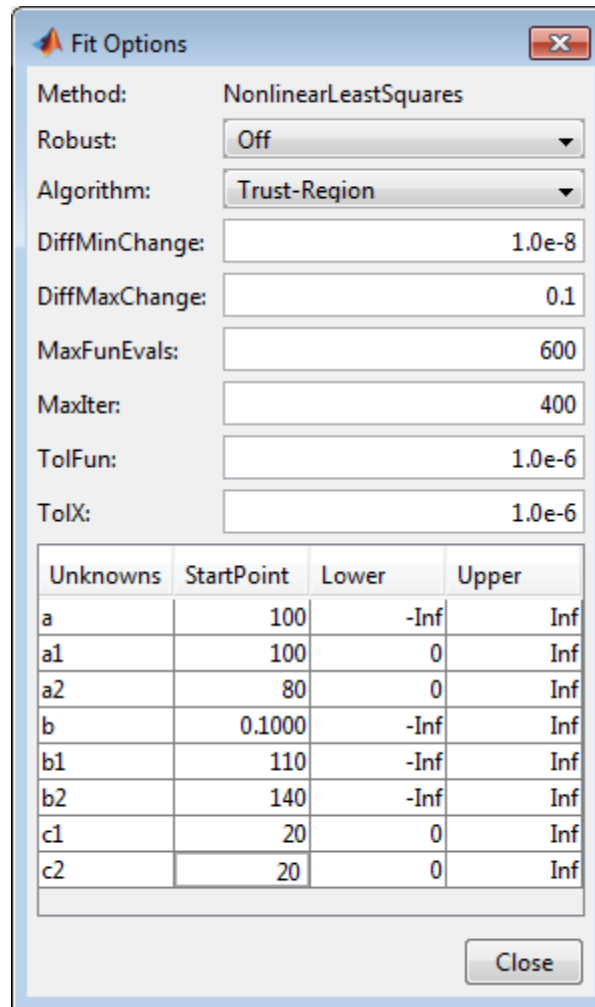 Fit Options
Method: NonlinearLeastSquares
Robust: Off
Algorithm: Trust-Region
DiffMinChange: 1.0e-8
DiffMaxChange: 0.1
MaxFunEvals: 600
MaxIter: 400
TolFun: 1.0e-6
TolX: 1.0e-6
Unknowns StartPoint Lower Upper
a 100 -Inf Inf
a1 100 0 Inf
a2 80 0 Inf
b 0.1000 -Inf Inf
b1 110 -Inf Inf
b2 140 -Inf Inf
c1 20 0 Inf
c2 20 0 Inf
Close